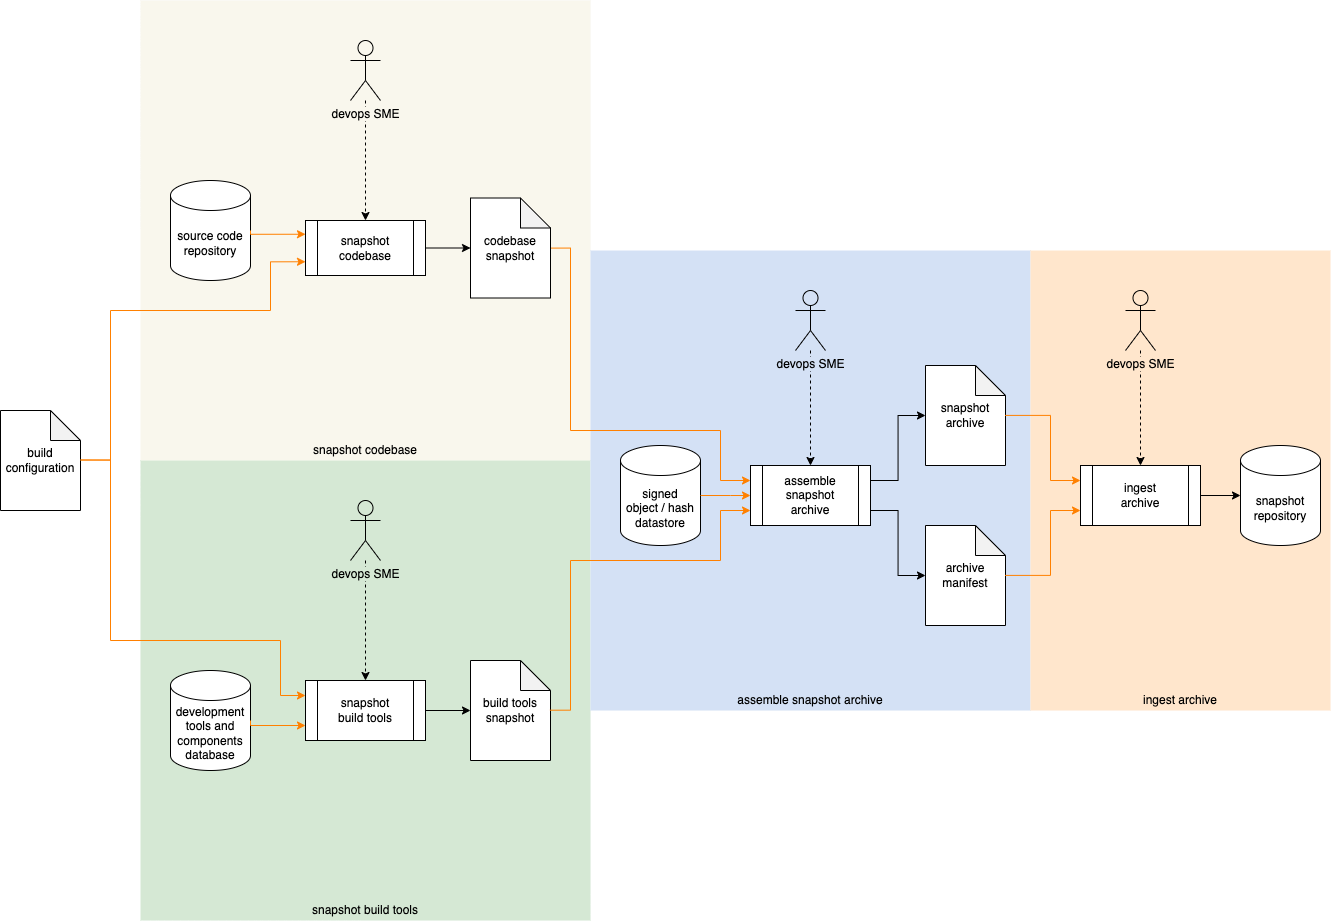 devops SME
source code
repository
snapshot
codebase
codebase
snapshot
snapshot codebase
build
configuration
devops SME
development
tools and
components
database
snapshot
build tools
build tools
snapshot
snapshot build tools
devops SME
signed
object / hash
datastore
assemble
snapshot
archive
snapshot
archive
archive
manifest
assemble snapshot archive
devops SME
ingest
archive
snapshot
repository
ingest archive